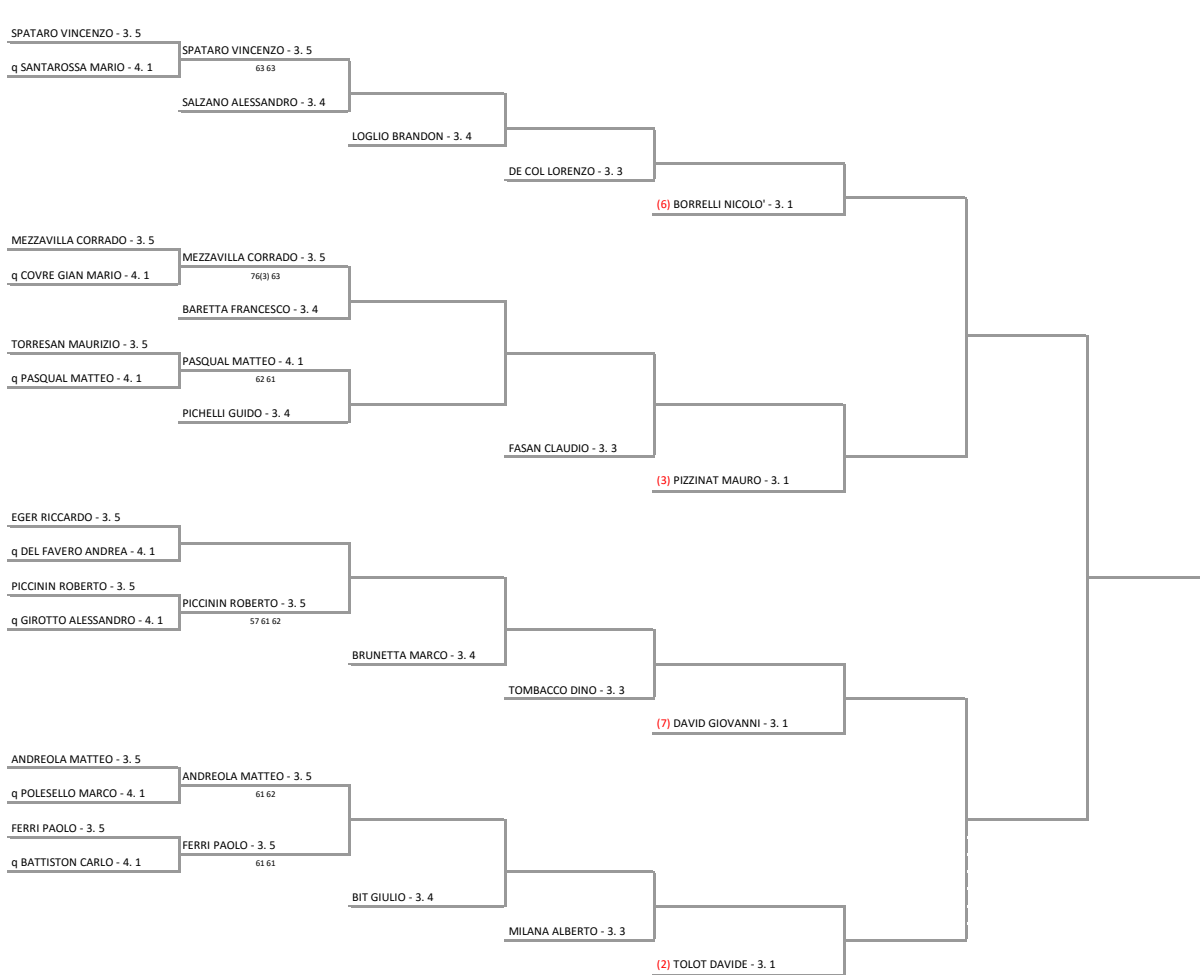 SPATARO VINCENZO - 3. 5
SPATARO VINCENZO - 3. 5
q SANTAROSSA MARIO - 4. 1
63 63
SALZANO ALESSANDRO - 3. 4
LOGLIO BRANDON - 3. 4
DE COL LORENZO - 3. 3
(6) BORRELLI NICOLO' - 3. 1
MEZZAVILLA CORRADO - 3. 5
MEZZAVILLA CORRADO - 3. 5
q COVRE GIAN MARIO - 4. 1
76(3) 63
BARETTA FRANCESCO - 3. 4
TORRESAN MAURIZIO - 3. 5
PASQUAL MATTEO - 4. 1
q PASQUAL MATTEO - 4. 1
62 61
PICHELLI GUIDO - 3. 4
FASAN CLAUDIO - 3. 3
(3) PIZZINAT MAURO - 3. 1
EGER RICCARDO - 3. 5
q DEL FAVERO ANDREA - 4. 1
PICCININ ROBERTO - 3. 5
PICCININ ROBERTO - 3. 5
q GIROTTO ALESSANDRO - 4. 1
57 61 62
BRUNETTA MARCO - 3. 4
TOMBACCO DINO - 3. 3
(7) DAVID GIOVANNI - 3. 1
ANDREOLA MATTEO - 3. 5
ANDREOLA MATTEO - 3. 5
q POLESELLO MARCO - 4. 1
61 62
FERRI PAOLO - 3. 5
FERRI PAOLO - 3. 5
q BATTISTON CARLO - 4. 1
61 61
BIT GIULIO - 3. 4
MILANA ALBERTO - 3. 3
(2) TOLOT DAVIDE - 3. 1